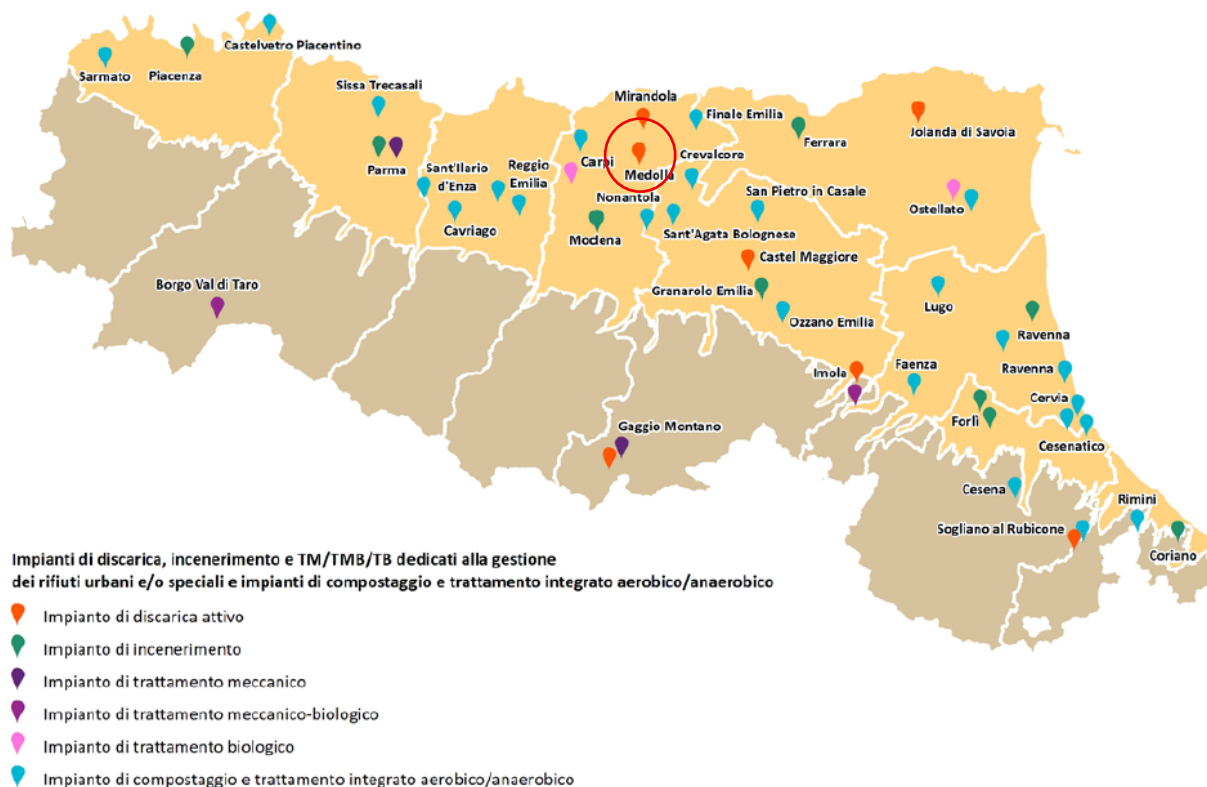 Castelvetro Piacentino
Sarmato
Piacenza
Sissa Trecasali
Mirandola
Finale Emilia
Jolanda di Savoia
Ferrara
Parma
Sant'Ilario
d'Enza
Reggio
Emilia
Carpi
Crevalcore
Medolla
San Pietro in Casale
Nonantola
Ostellato
Cavriago
Modena
Sant'Agata Bolognese
Castel Maggiore
Borgo Val di Taro
Granarolo Emilia
Lugo
Ozzano Emilia
Ravenna
Imola
Faenza
Ravenna
Cervia
Forlì
Gaggio Montano
Cesenatico
Cesena
Rimini
Sogliano al Rubicone
Coriano
Impianti di discarica, incenerimento e TM/TMB/TB dedicati alla gestione
dei rifiuti urbani e/o speciali e impianti di compostaggio e trattamento integrato aerobico/anaerobico
Impianto di discarica attivo
Impianto di incenerimento
Impianto di trattamento meccanico
Impianto di trattamento meccanico-biologico
Impianto di trattamento biologico
Impianto di compostaggio e trattamento integrato aerobico/anaerobico